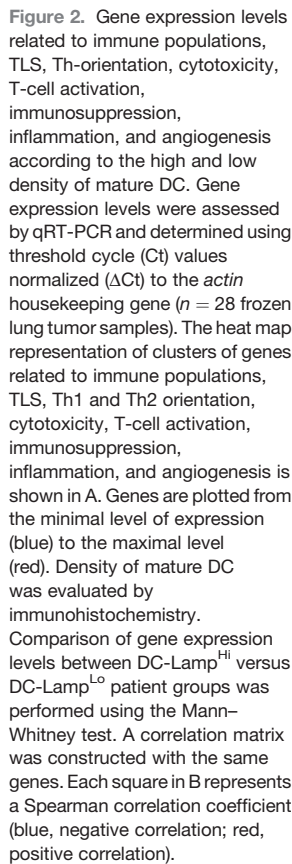 Figure 2. Gene expression levels
related to immune populations,
TLS, Th-orientation, cytotoxicity,
T-cell activation,
immunosuppression,
inflammation, and angiogenesis
according to the high and low
density of mature DC. Gene
expression levels were assessed
by qRT-PCR and determined using
threshold cycle (Ct) values
normalized (ΔCt) to the actin
housekeeping gene (n = 28 frozen
lung tumor samples). The heat map
representation of clusters of genes
related to immune populations,
TLS, Th1 and Th2 orientation,
cytotoxicity, T-cell activation,
immunosuppression,
inflammation, and angiogenesis is
shown in A. Genes are plotted from
the minimal level of expression
(blue) to the maximal level
(red). Density of mature DC
was evaluated by
immunohistochemistry.
Comparison of gene expression
levels between DC-Lamp^Hi versus
DC-Lamp^Lo patient groups was
performed using the Mann–
Whitney test. A correlation matrix
was constructed with the same
genes. Each square in B represents
a Spearman correlation coefficient
(blue, negative correlation; red,
positive correlation).